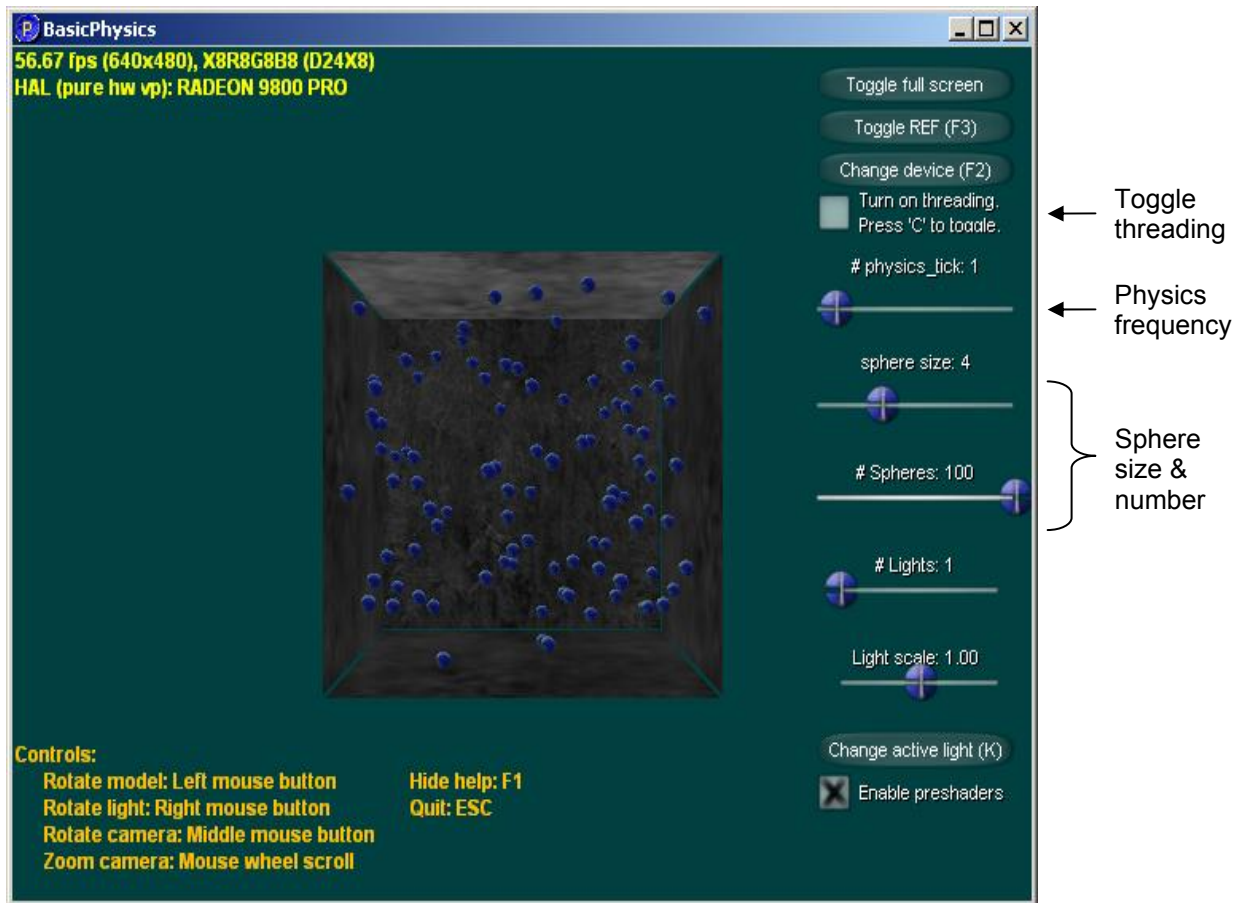 BasicPhysics
56.67 fps (640x480), X8R8G8B8 (D24X8)
HAL (pure hw vp): RADEON 9800 PRO
Toggle full screen
Toggle REF (F3)
Change device (F2)
Turn on threading.
Press 'C' to toggle.
# physics_tick: 1
sphere size: 4
# Spheres: 100
# Lights: 1
Light scale: 1.00
Change active light (K)
Enable preshaders
Controls:
Rotate model: Left mouse button
Rotate light: Right mouse button
Rotate camera: Middle mouse button
Zoom camera: Mouse wheel scroll
Hide help: F1
Quit: ESC
Toggle
threading
Physics
frequency
Sphere
size &
number